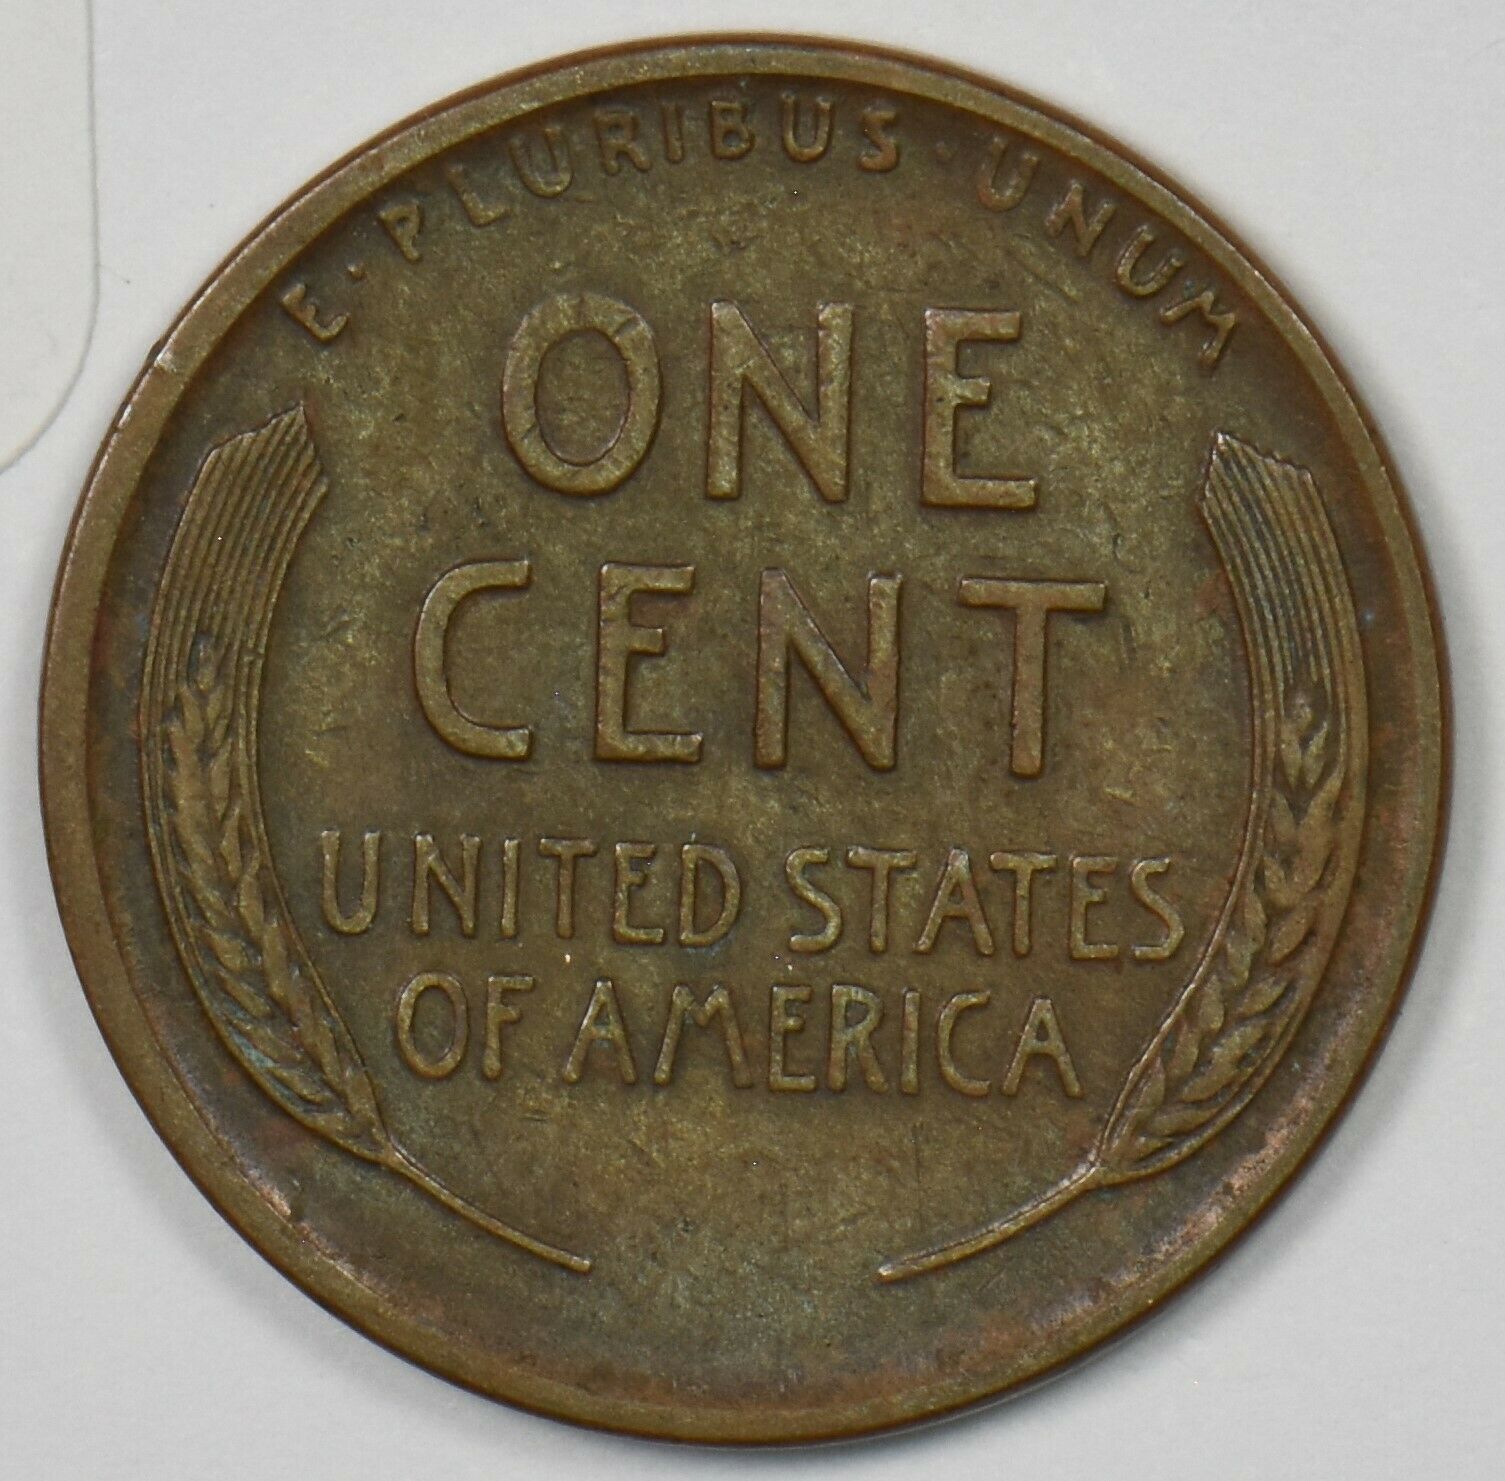 E · PLURIBUS · UNUM
ONE
CENT
UNITED STATES
OF AMERICA